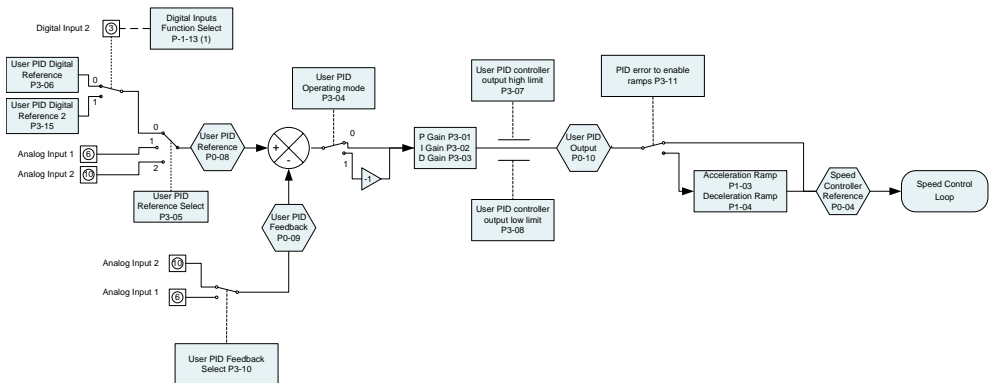 Digital Input 2
3
Digital Inputs
Function Select
P-1-13 (1)
User PID Digital
Reference
P3-06
0
1
User PID Digital
Reference 2
P3-15
0
1
2
Analog Input 1
6
Analog Input 2
10
User PID
Reference Select
P3-05
User PID
Reference
P0-08
+
-
User PID
Operating mode
P3-04
0
1
-1
P Gain P3-01
I Gain P3-02
D Gain P3-03
User PID controller
output high limit
P3-07
User PID controller
output low limit
P3-08
User PID
Output
P0-10
PID error to enable
ramps P3-11
Acceleration Ramp
P1-03
Deceleration Ramp
P1-04
Speed
Controller
Reference
P0-04
Speed Control
Loop
User PID
Feedback
P0-09
Analog Input 2
10
Analog Input 1
6
User PID Feedback
Select P3-10